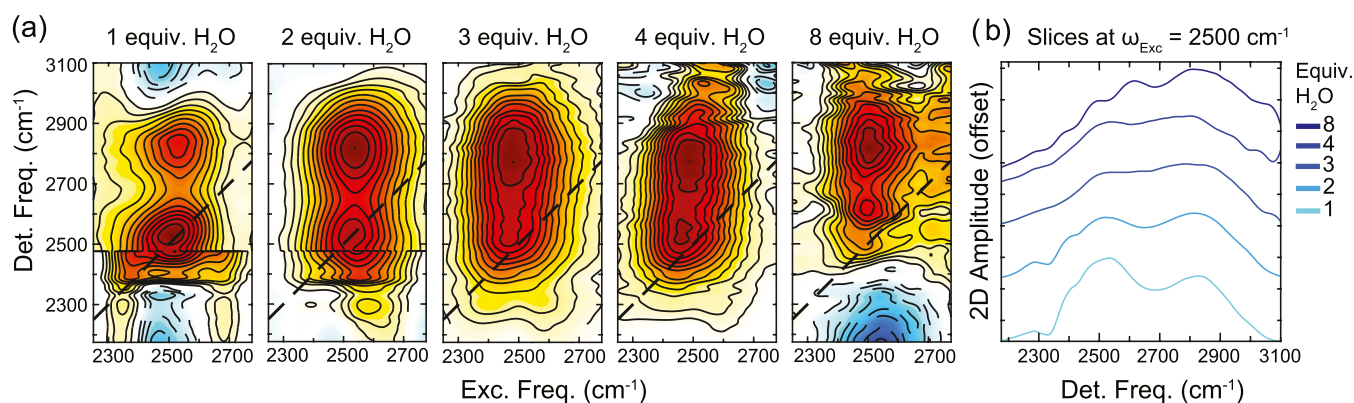 (a)
1 equiv. H₂O 2 equiv. H₂O 3 equiv. H₂O 4 equiv. H₂O 8 equiv. H₂O
Det. Freq. (cm⁻¹)
3100
2900
2700
2500
2300
2300 2500 2700 2300 2500 2700 2300 2500 2700 2300 2500 2700 2300 2500 2700
Exc. Freq. (cm⁻¹)
(b) Slices at ω_Exc = 2500 cm⁻¹
2D Amplitude (offset)
Equiv.
H₂O
8
4
3
2
1
2300 2500 2700 2900 3100
Det. Freq. (cm⁻¹)